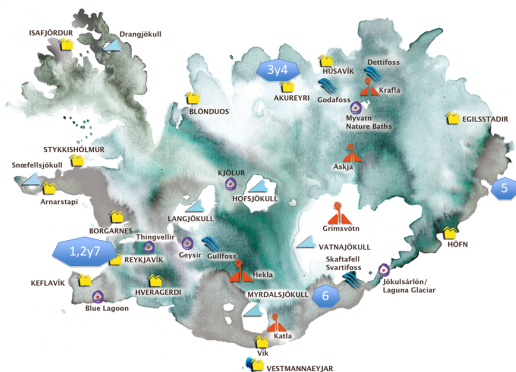 ISAFJÖRDUR
Drangjökull
3y4
HUSAVÍK
Dettifoss
Krafla
AKUREYRI
Godafoss
BLÖNDUOS
Myvatn
Nature Baths
EGILSSTADIR
STYKKISHÓLMUR
Askja
Snœfellsjökull
KJÖLUR
HOFSJÖKULL
5
Arnarstapi
LANGJÖKULL
BORGARNES
Grimsvötn
HÖFN
1,2y7
Thingvellir
REYKJAVÍK
Geysir
Gullfoss
VATNAJÖKULL
Skaftafell
Svartifoss
KEFLAVÍK
HVERAGERDI
Hekla
Jökulsárlón/
Laguna Glaciar
Blue Lagoon
MYRDALSJÖKULL
6
Katla
Vik
VESTMANNAEYJAR